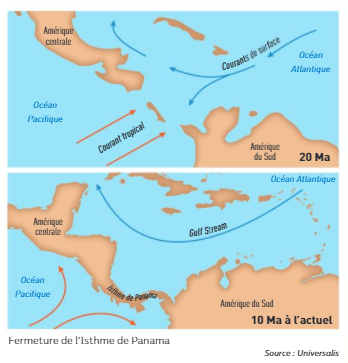 Amérique
centrale
Courants de surface
Océan
Atlantique
Océan
Pacifique
Courant tropical
Amérique
du Sud
20 Ma
Océan Atlantique
Amérique
centrale
Gulf Stream
Océan
Pacifique
Isthme de Panama
Amérique du Sud
10 Ma à l'actuel
Fermeture de l'Isthme de Panama
Source : Universalis